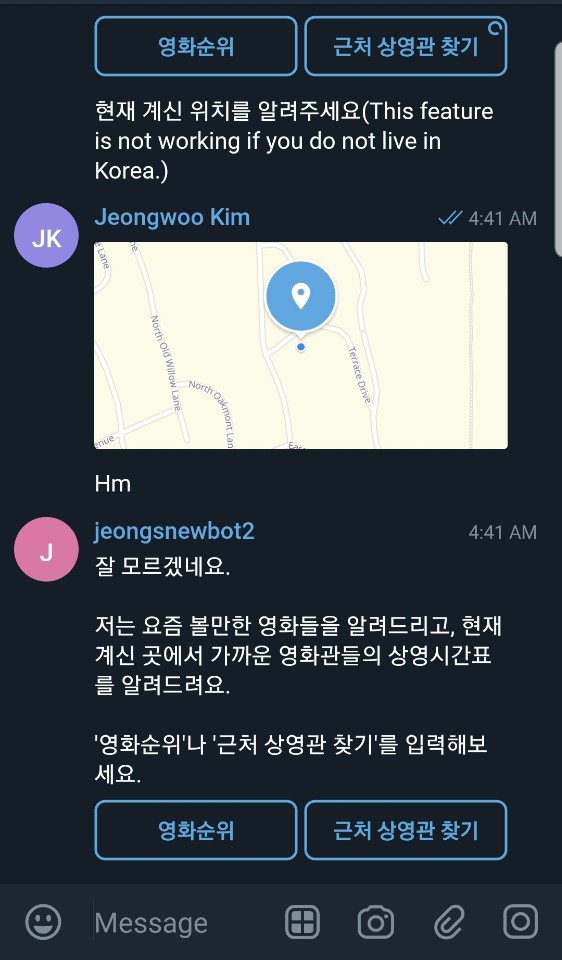 영화순위
근처 상영관 찾기
현재 계신 위치를 알려주세요(This feature
is not working if you do not live in
Korea.)
JK
Jeongwoo Kim
4:41 AM
North Old Willow Lane
North Oakmont Lan
Terrace Drive
Hm
J
jeongsnewbot2
4:41 AM
잘 모르겠네요.
저는 요즘 볼만한 영화들을 알려드리고, 현재
계신 곳에서 가까운 영화관들의 상영시간표
를 알려드려요.
'영화순위'나 '근처 상영관 찾기'를 입력해보
세요.
영화순위
근처 상영관 찾기
Message